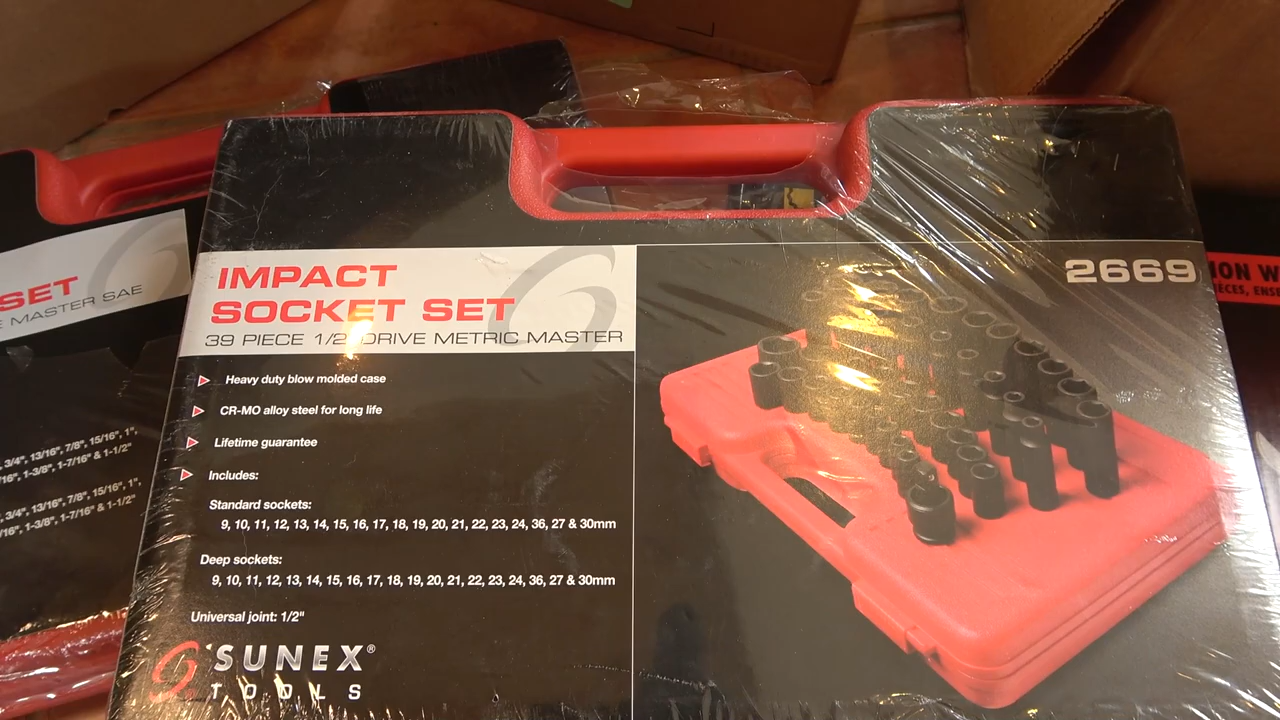 SET
MASTER SAE
3/4", 13/16", 7/8", 15/16", 1",
1-3/8", 1-7/16" & 1-1/2"
3/4", 13/16", 7/8", 15/16", 1",
1-3/8", 1-7/16" & 1-1/2"
IMPACT
SOCKET SET
39 PIECE 1/2" DRIVE METRIC MASTER
Heavy duty blow molded case
CR-MO alloy steel for long life
Lifetime guarantee
Includes:
Standard sockets:
9, 10, 11, 12, 13, 14, 15, 16, 17, 18, 19, 20, 21, 22, 23, 24, 36, 27 & 30mm
Deep sockets:
9, 10, 11, 12, 13, 14, 15, 16, 17, 18, 19, 20, 21, 22, 23, 24, 36, 27 & 30mm
Universal joint: 1/2"
SUNEX®
TOOLS
2669
ION W